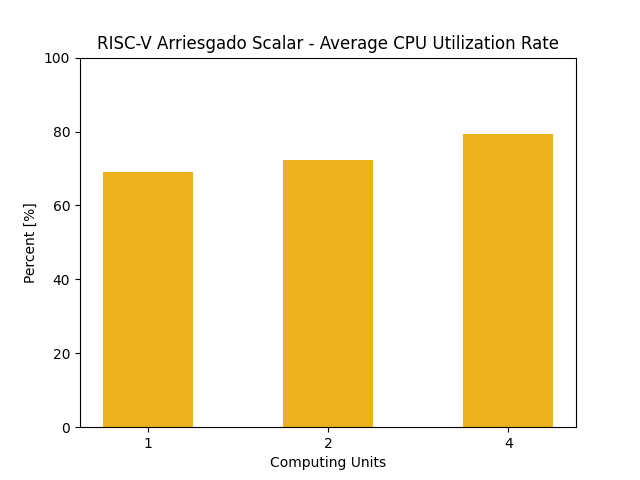 RISC-V Arriesgado Scalar - Average CPU Utilization Rate
100
80
60
40
20
0
Percent [%]
1 2 4
Computing Units